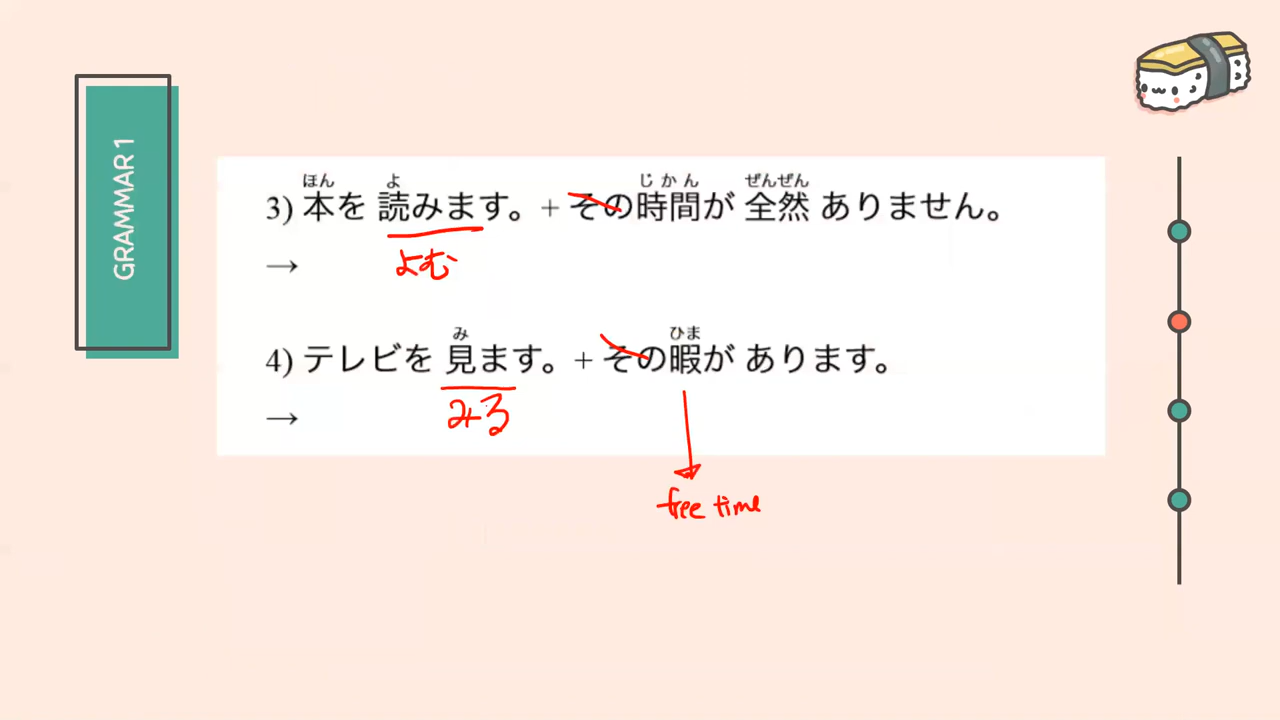 GRAMMAR 1
ほん よ じかん ぜんぜん
3) 本を 読みます。+ その時間が 全然 ありません。
→ よむ
み ひま
4) テレビを 見ます。+ その暇が あります。
→ みる
free time